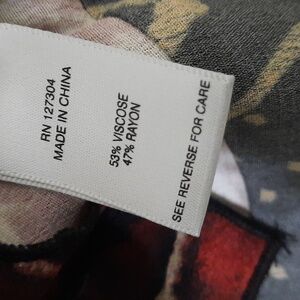 RN 127304
MADE IN CHINA
53% VISCOSE
47% RAYON
SEE REVERSE FOR CARE